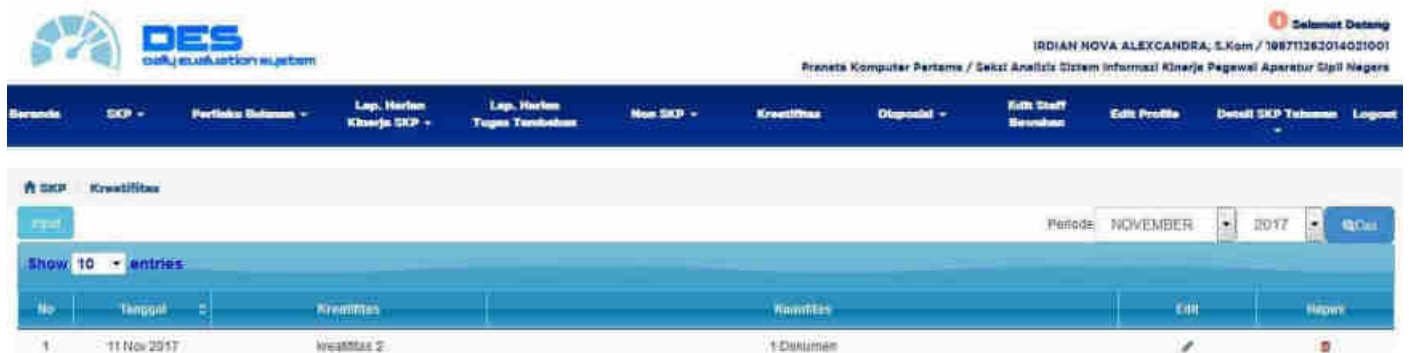 DES
daily evaluation system
Selamat Datang
IRDIAN NOVA ALEXCANDRA, S.Kom / 198711262014021001
Pranata Komputer Pertama / Seksi Analisis Sistem Informasi Kinerja Pegawai Aparatur Sipil Negara
Beranda SKP Perilaku Bulanan Lap. Harian Kinerja SKP Lap. Harian Tugas Tambahan Non SKP Kreatifitas Disposisi Edit Staff Bawahan Edit Profile Detail SKP Tahunan Logout
SKP Kreatifitas
Input Periode NOVEMBER 2017 Cari
Show 10 entries
No Tanggal Kreatifitas Kuantitas Edit Hapus
1 11 Nov 2017 kreatifitas 2 1 Dokumen